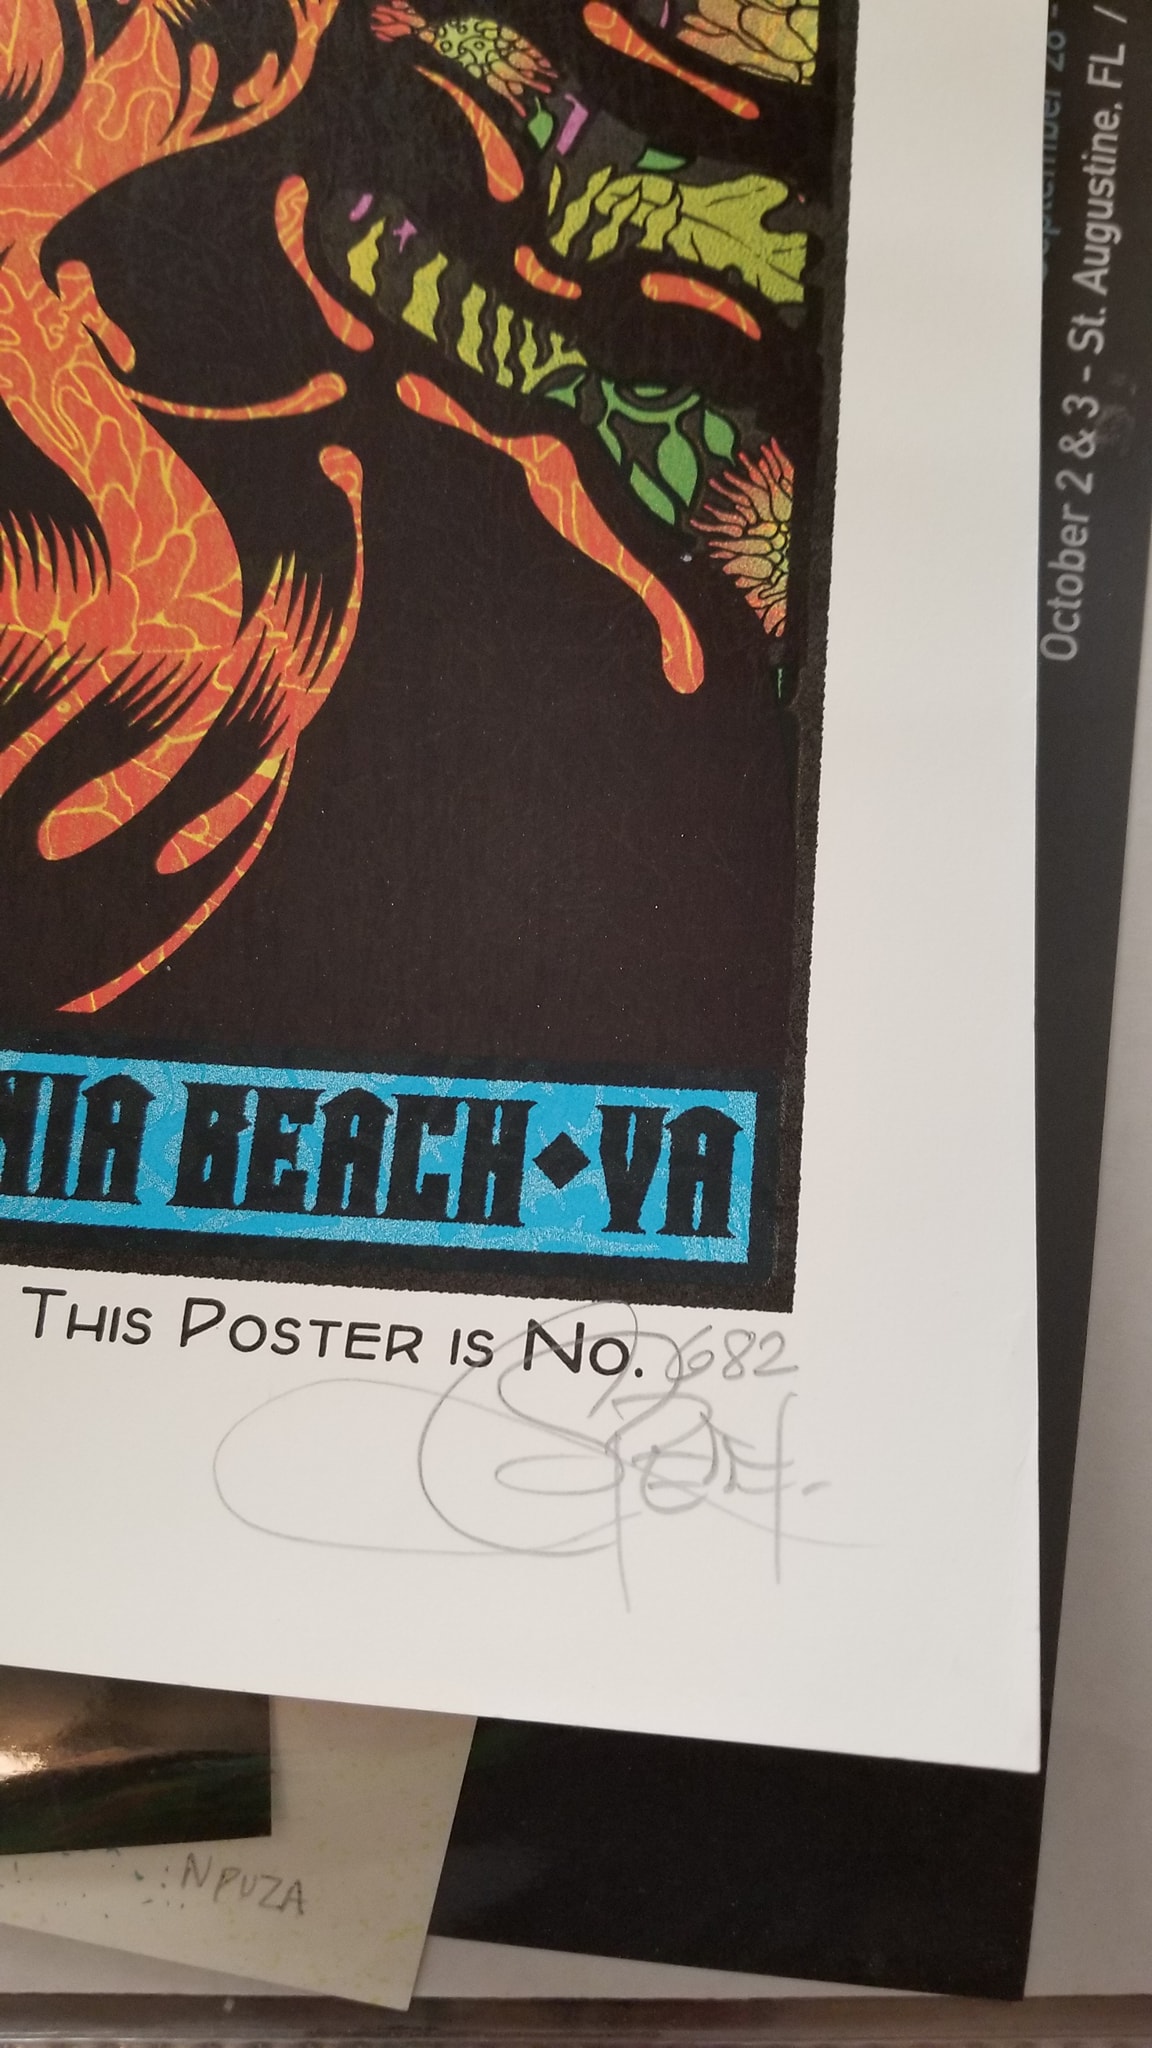 October 2 & 3 - St. Augustine, FL /
NIA BEACH ◆ VA
THIS POSTER IS NO. 682
NPUZA